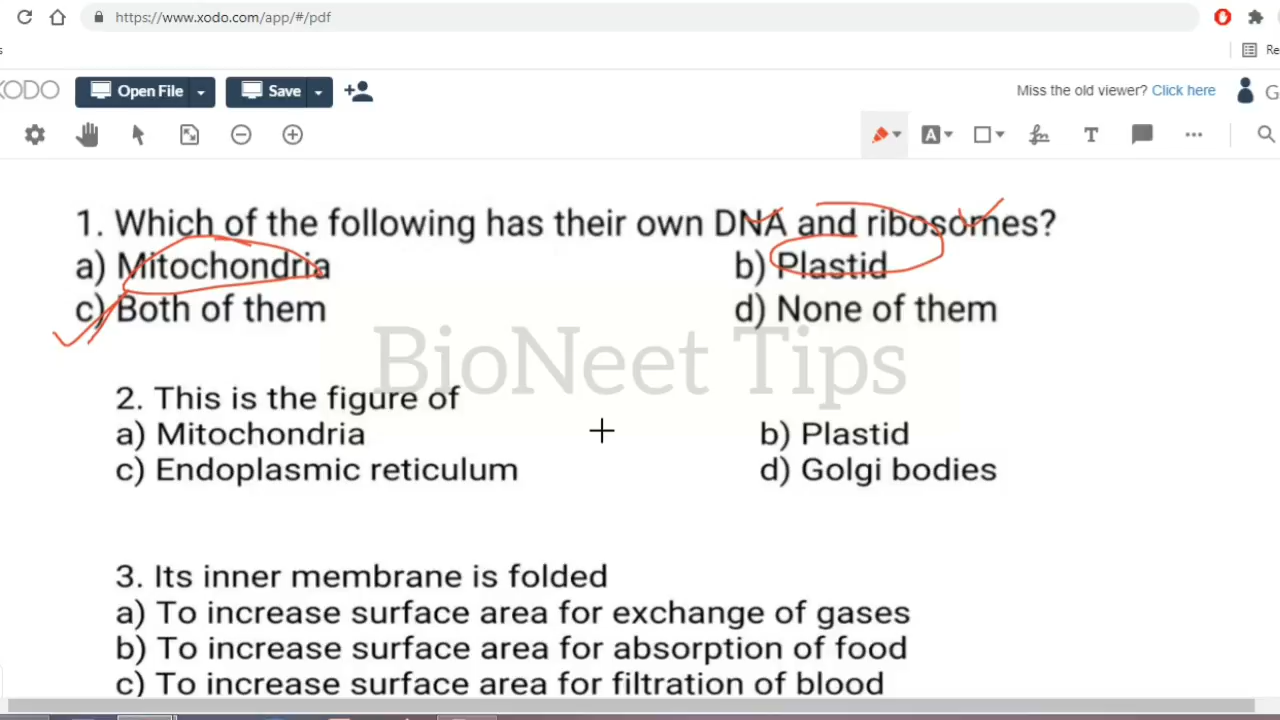 https://www.xodo.com/app/#/pdf
s
Re
XODO Open File Save Miss the old viewer? Click here G
A T
1. Which of the following has their own DNA and ribosomes?
a) Mitochondria b) Plastid
c) Both of them d) None of them
BioNeet Tips
2. This is the figure of
a) Mitochondria b) Plastid
c) Endoplasmic reticulum d) Golgi bodies
3. Its inner membrane is folded
a) To increase surface area for exchange of gases
b) To increase surface area for absorption of food
c) To increase surface area for filtration of blood